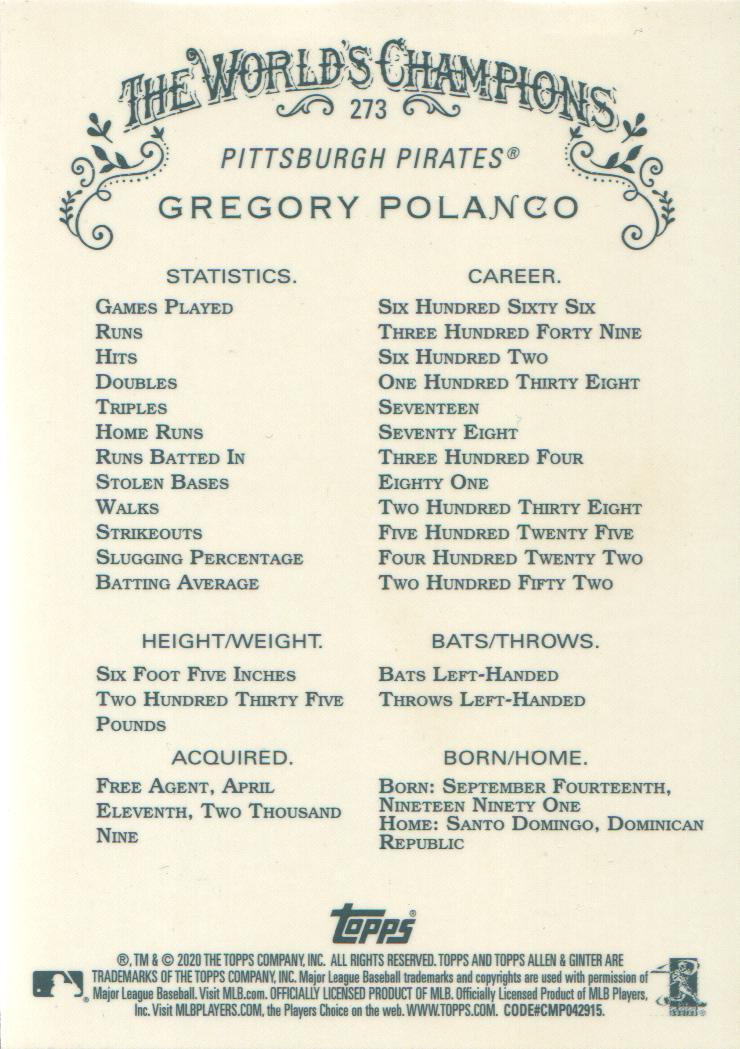 THE WORLD'S CHAMPIONS
273
PITTSBURGH PIRATES®
GREGORY POLANCO
STATISTICS. CAREER.
GAMES PLAYED SIX HUNDRED SIXTY SIX
RUNS THREE HUNDRED FORTY NINE
HITS SIX HUNDRED TWO
DOUBLES ONE HUNDRED THIRTY EIGHT
TRIPLES SEVENTEEN
HOME RUNS SEVENTY EIGHT
RUNS BATTED IN THREE HUNDRED FOUR
STOLEN BASES EIGHTY ONE
WALKS TWO HUNDRED THIRTY EIGHT
STRIKEOUTS FIVE HUNDRED TWENTY FIVE
SLUGGING PERCENTAGE FOUR HUNDRED TWENTY TWO
BATTING AVERAGE TWO HUNDRED FIFTY TWO
HEIGHT/WEIGHT.
SIX FOOT FIVE INCHES
TWO HUNDRED THIRTY FIVE
POUNDS
BATS/THROWS.
BATS LEFT-HANDED
THROWS LEFT-HANDED
ACQUIRED.
FREE AGENT, APRIL
ELEVENTH, TWO THOUSAND
NINE
BORN/HOME.
BORN: SEPTEMBER FOURTEENTH,
NINETEEN NINETY ONE
HOME: SANTO DOMINGO, DOMINICAN
REPUBLIC
TOPPS®
®, TM & © 2020 THE TOPPS COMPANY, INC. ALL RIGHTS RESERVED. TOPPS AND TOPPS ALLEN & GINTER ARE
TRADEMARKS OF THE TOPPS COMPANY, INC. Major League Baseball trademarks and copyrights are used with permission of
Major League Baseball. Visit MLB.com. OFFICIALLY LICENSED PRODUCT OF MLB. Officially Licensed Product of MLB Players,
Inc. Visit MLBPLAYERS.COM, the Players Choice on the web. WWW.TOPPS.COM. CODE#CMP042915.